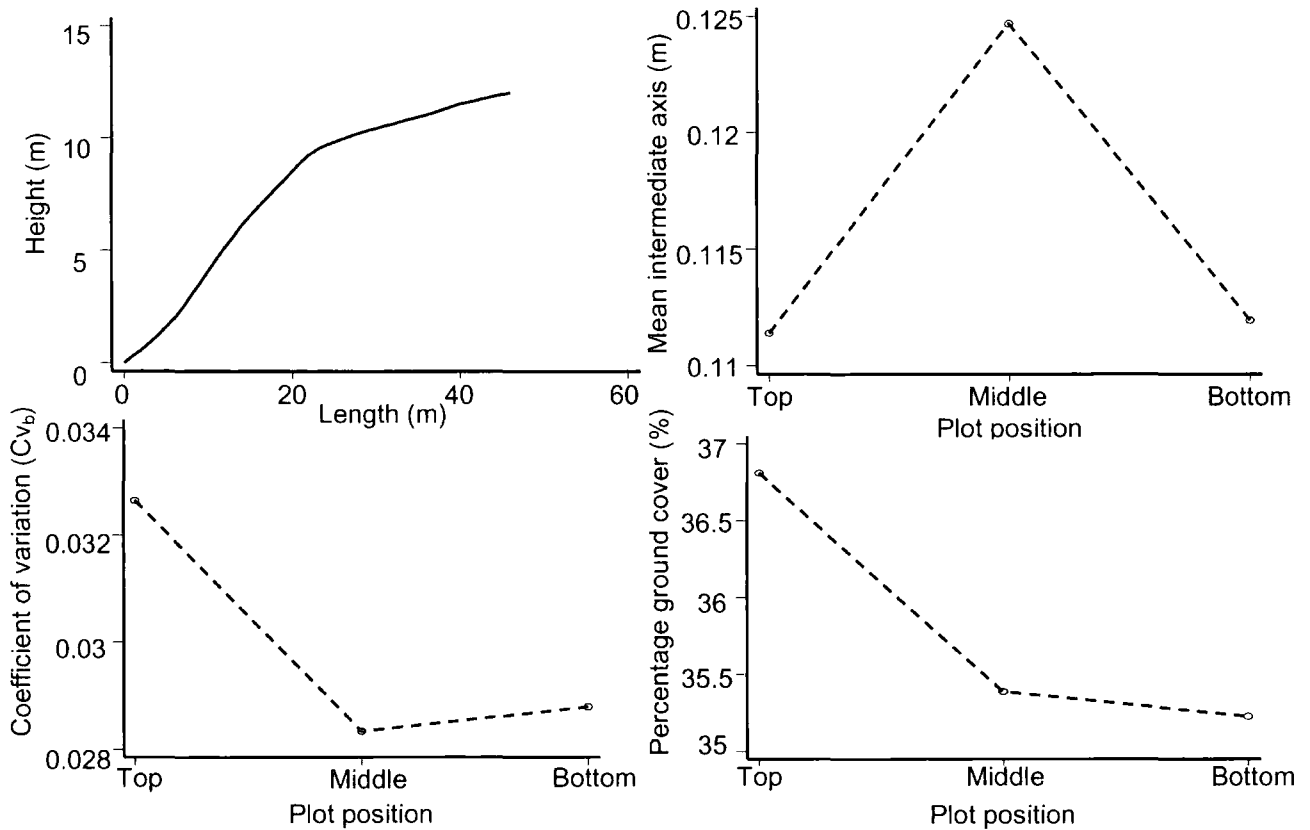 15
10
5
0
Height (m)
0
20
40
60
Length (m)
0.125
0.12
0.115
0.11
Mean intermediate axis (m)
Top
Middle
Bottom
Plot position
0.034
0.032
0.03
0.028
Coefficient of variation (Cv_b)
Top
Middle
Bottom
Plot position
37
36.5
36
35.5
35
Percentage ground cover (%)
Top
Middle
Bottom
Plot position